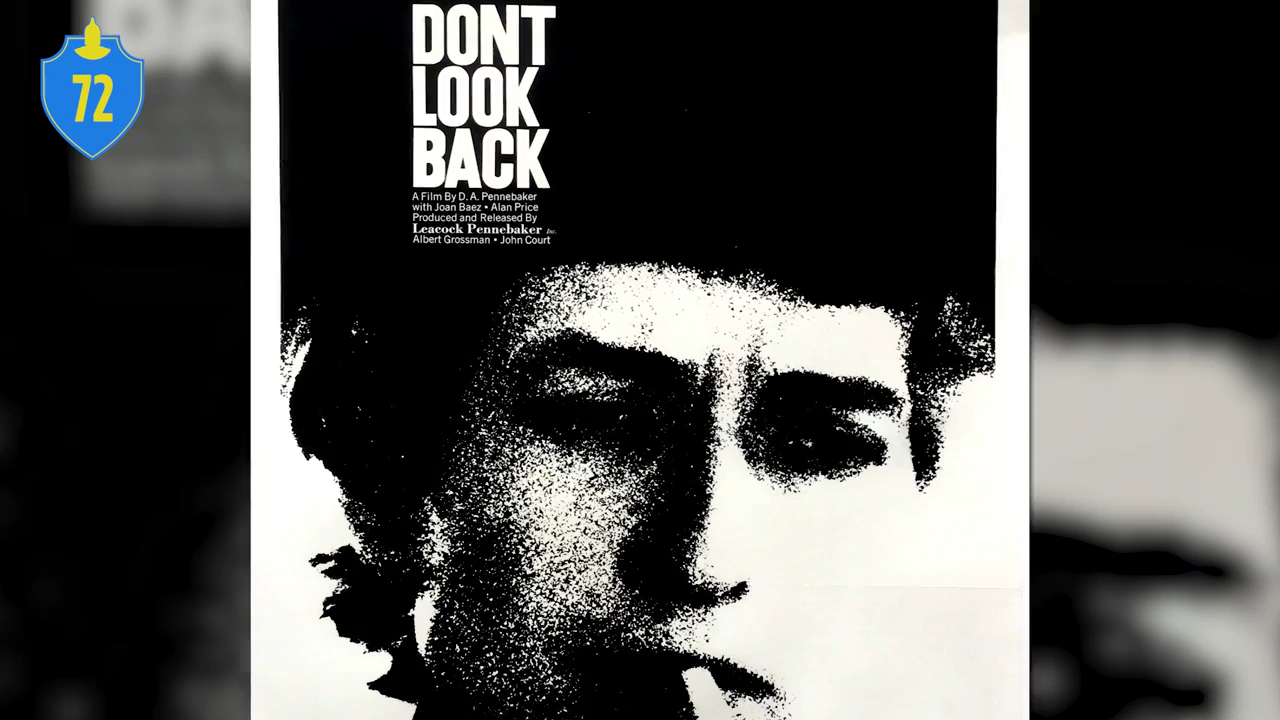 72
DONT
LOOK
BACK
A Film By D. A. Pennebaker
with Joan Baez • Alan Price
Produced and Released By
Leacock Pennebaker Inc.
Albert Grossman • John Court